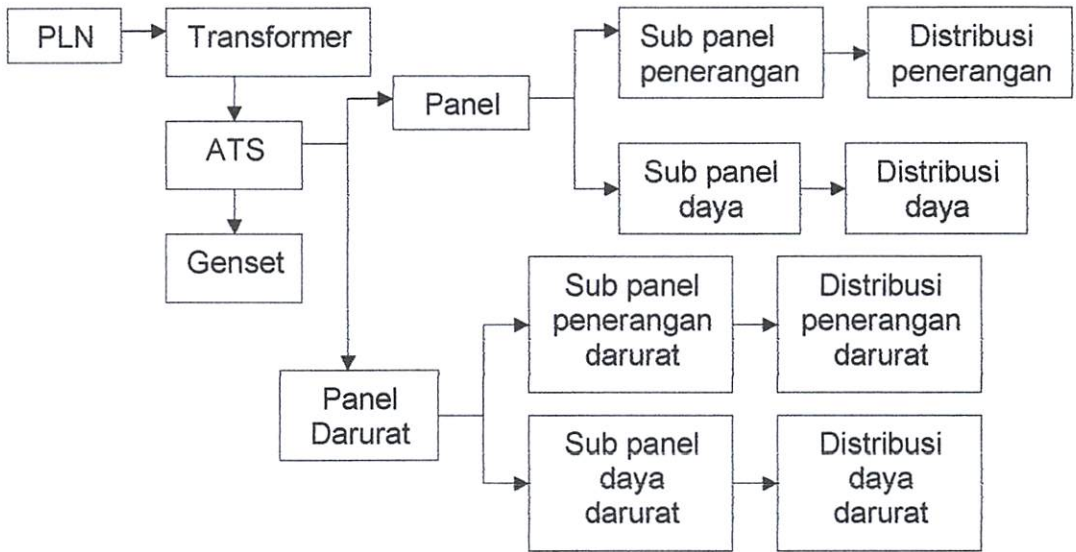 PLN
Transformer
ATS
Genset
Panel
Sub panel
penerangan
Distribusi
penerangan
Sub panel
daya
Distribusi
daya
Panel
Darurat
Sub panel
penerangan
darurat
Distribusi
penerangan
darurat
Sub panel
daya
darurat
Distribusi
daya
darurat